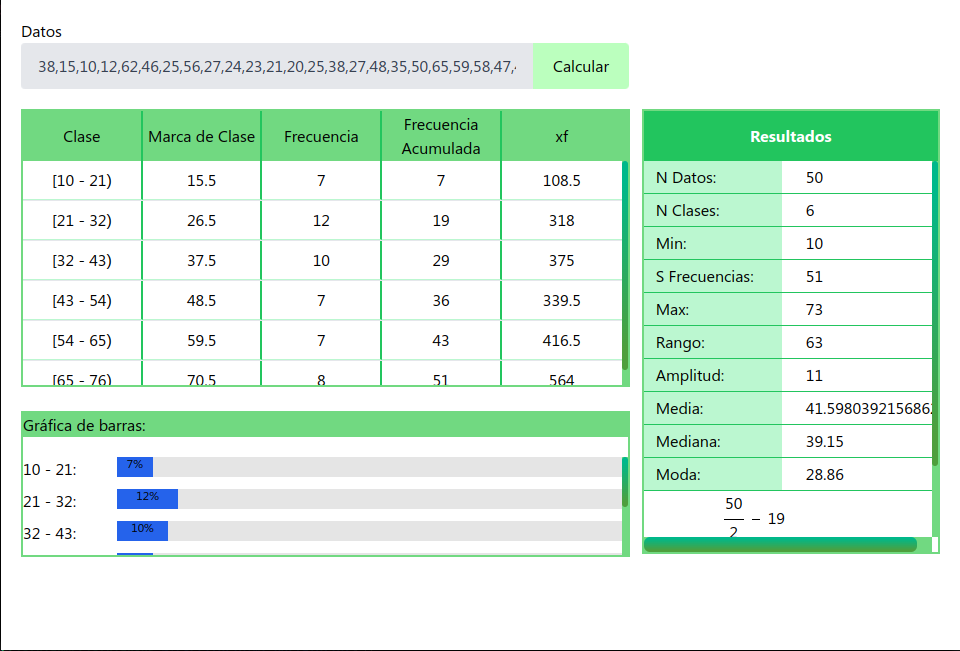 Datos
38,15,10,12,62,46,25,56,27,24,23,21,20,25,38,27,48,35,50,65,59,58,47,
Calcular
Clase Marca de Clase Frecuencia Frecuencia Acumulada xf
[10 - 21) 15.5 7 7 108.5
[21 - 32) 26.5 12 19 318
[32 - 43) 37.5 10 29 375
[43 - 54) 48.5 7 36 339.5
[54 - 65) 59.5 7 43 416.5
[65 - 76) 70.5 8 51 564
Gráfica de barras:
10 - 21: 7%
21 - 32: 12%
32 - 43: 10%
Resultados
N Datos: 50
N Clases: 6
Min: 10
S Frecuencias: 51
Max: 73
Rango: 63
Amplitud: 11
Media: 41.598039215686
Mediana: 39.15
Moda: 28.86
50
— − 19
2